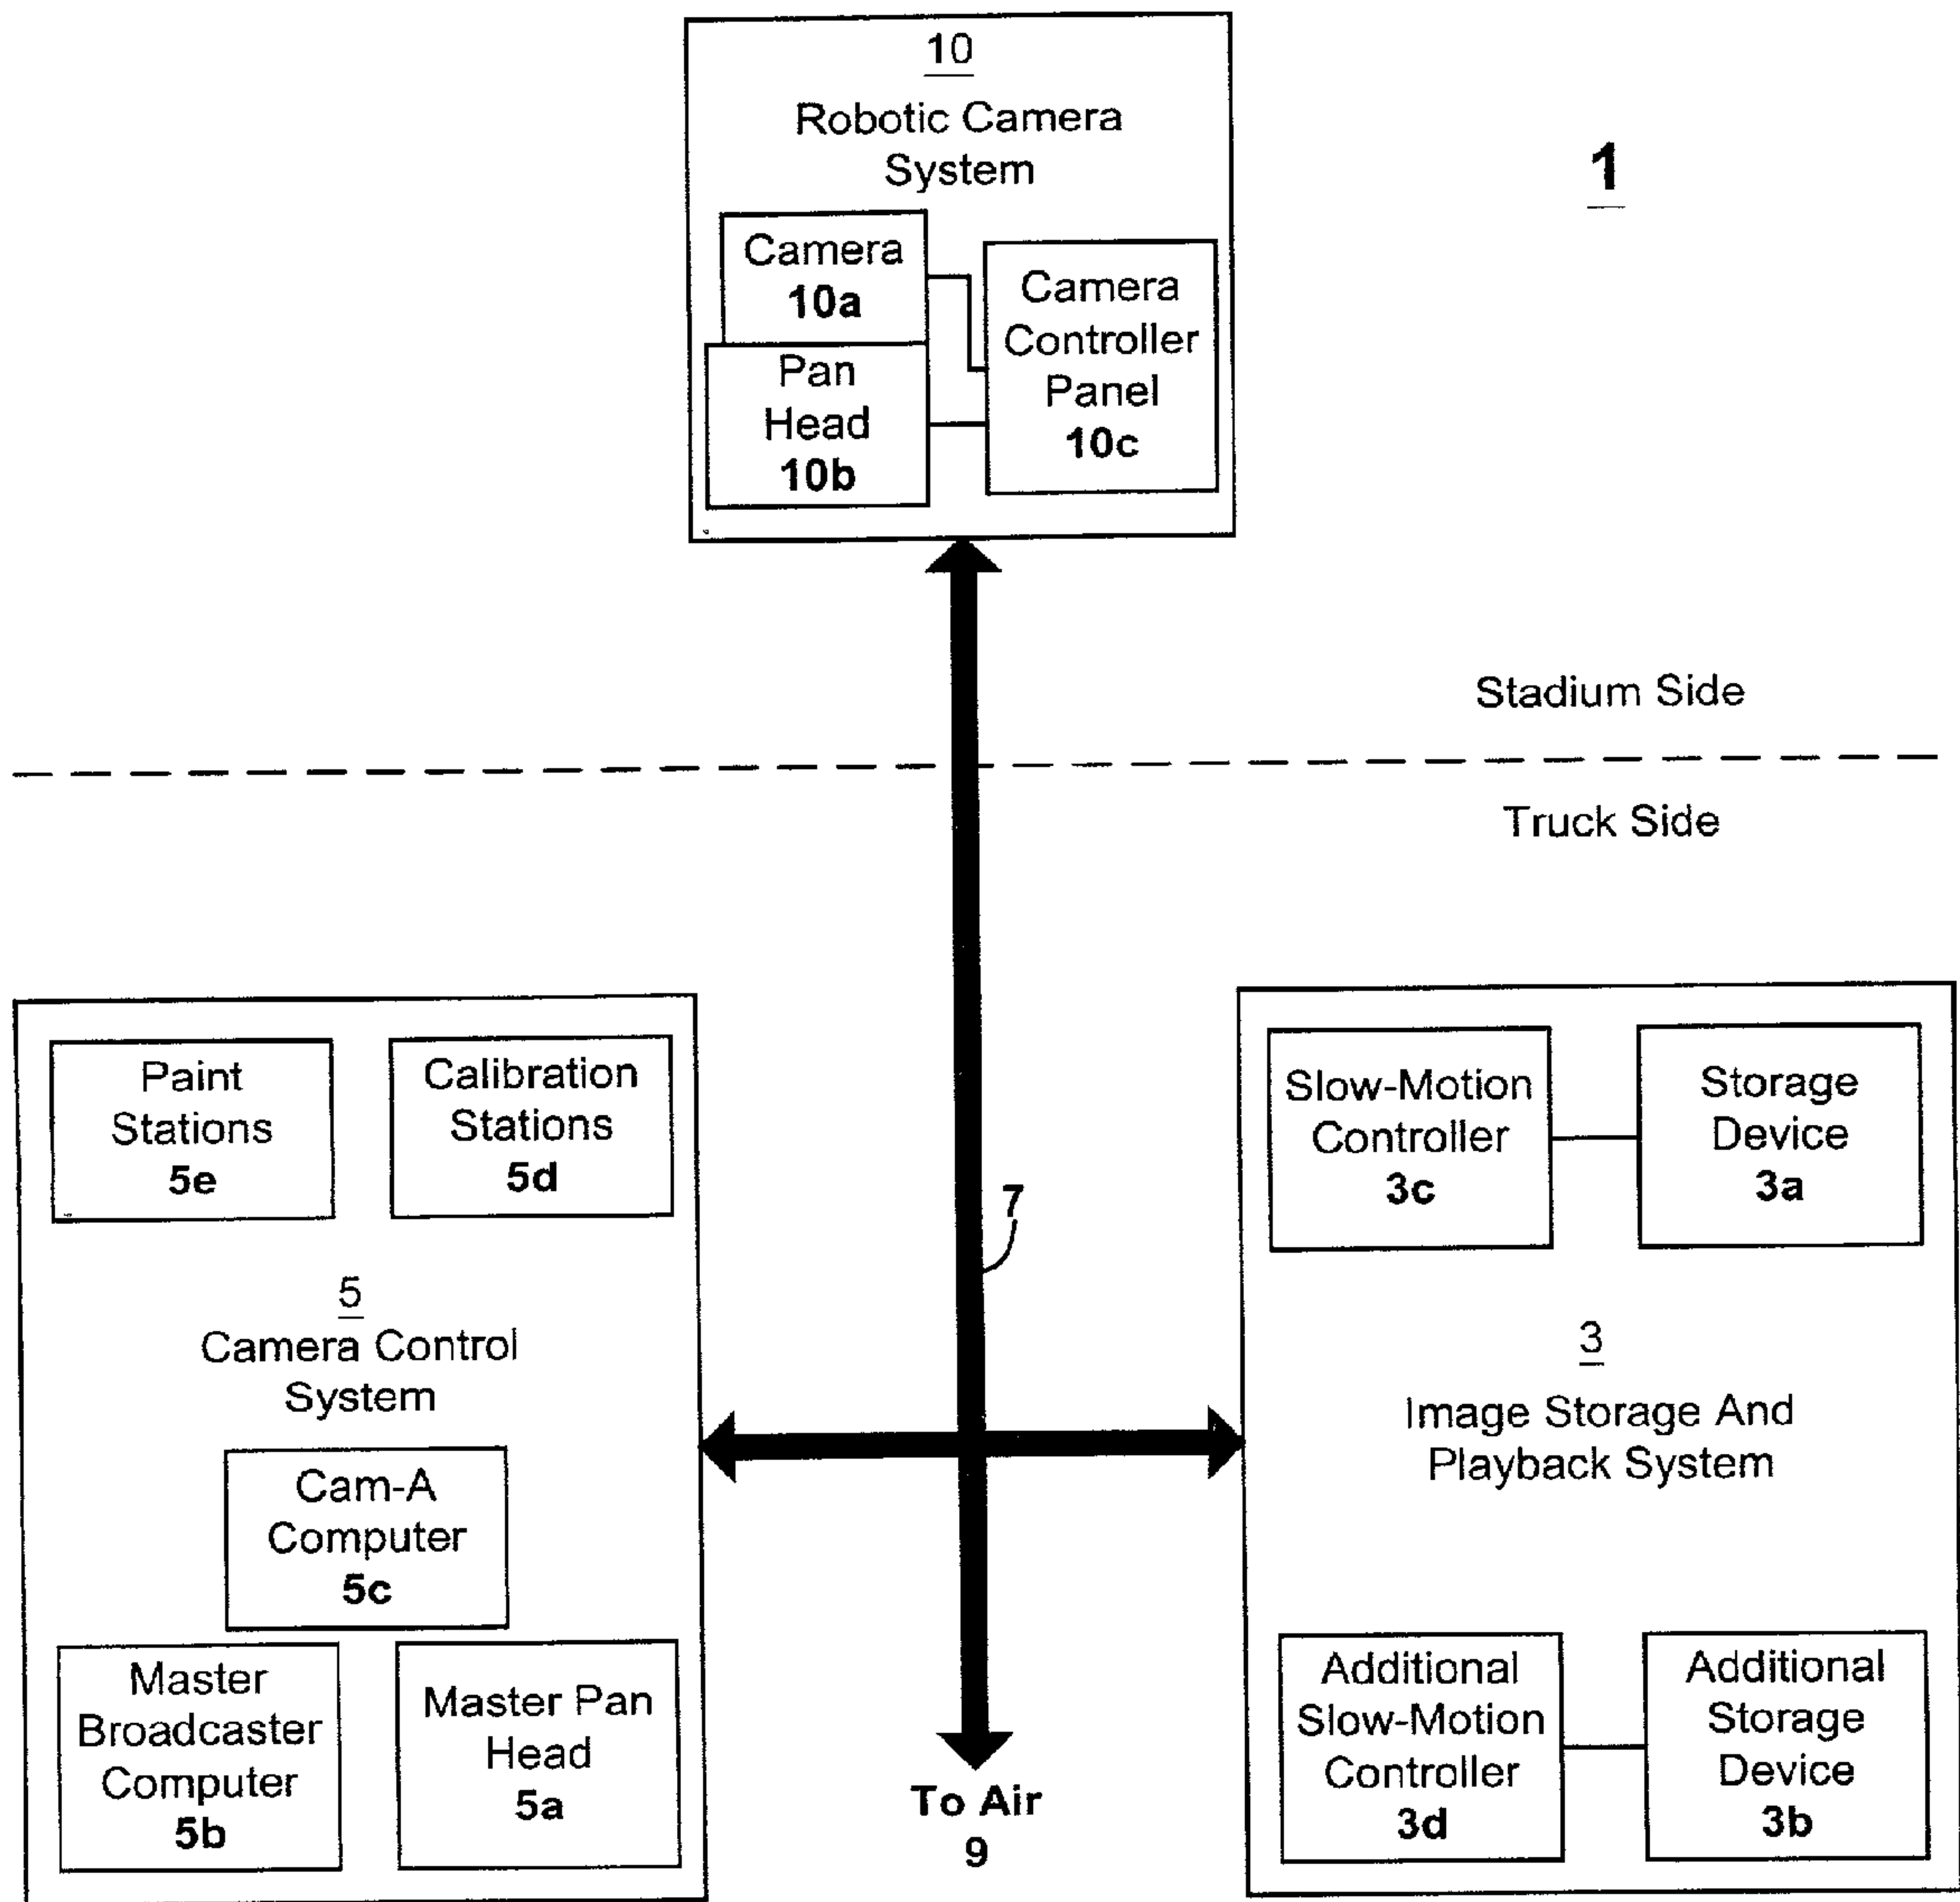 10
Robotic Camera
System
1
Camera
10a
Pan
Head
10b
Camera
Controller
Panel
10c
Stadium Side
Truck Side
Paint
Stations
5e
Calibration
Stations
5d
5
Camera Control
System
Cam-A
Computer
5c
Master
Broadcaster
Computer
5b
Master Pan
Head
5a
7
To Air
9
Slow-Motion
Controller
3c
Storage
Device
3a
3
Image Storage And
Playback System
Additional
Slow-Motion
Controller
3d
Additional
Storage
Device
3b